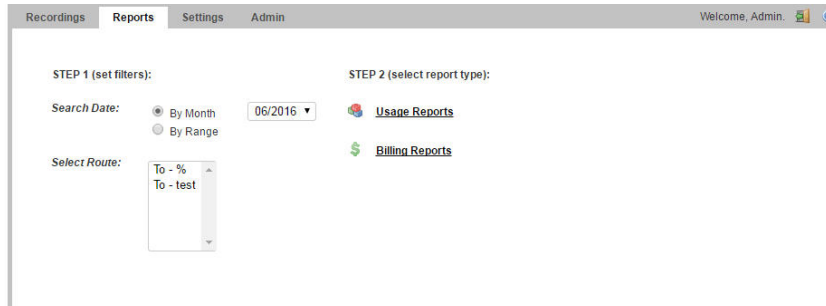 Recordings Reports Settings Admin Welcome, Admin.
STEP 1 (set filters): STEP 2 (select report type):
Search Date: By Month 06/2016 Usage Reports
By Range
Billing Reports
Select Route: To - %
To - test